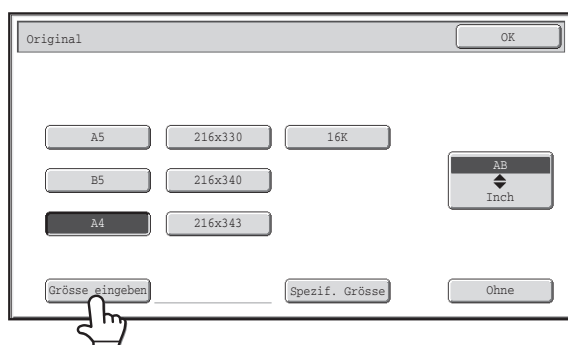 Original
OK
A5
216x330
16K
B5
216x340
AB
Inch
A4
216x343
Grösse eingeben
Spezif. Grösse
Ohne